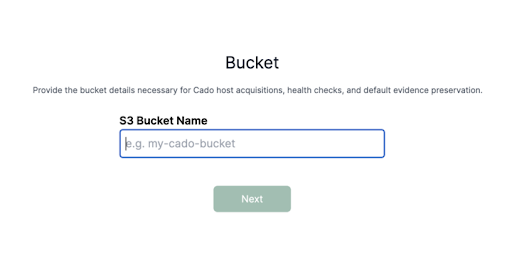 Bucket
Provide the bucket details necessary for Cado host acquisitions, health checks, and default evidence preservation.
S3 Bucket Name
e.g. my-cado-bucket
Next